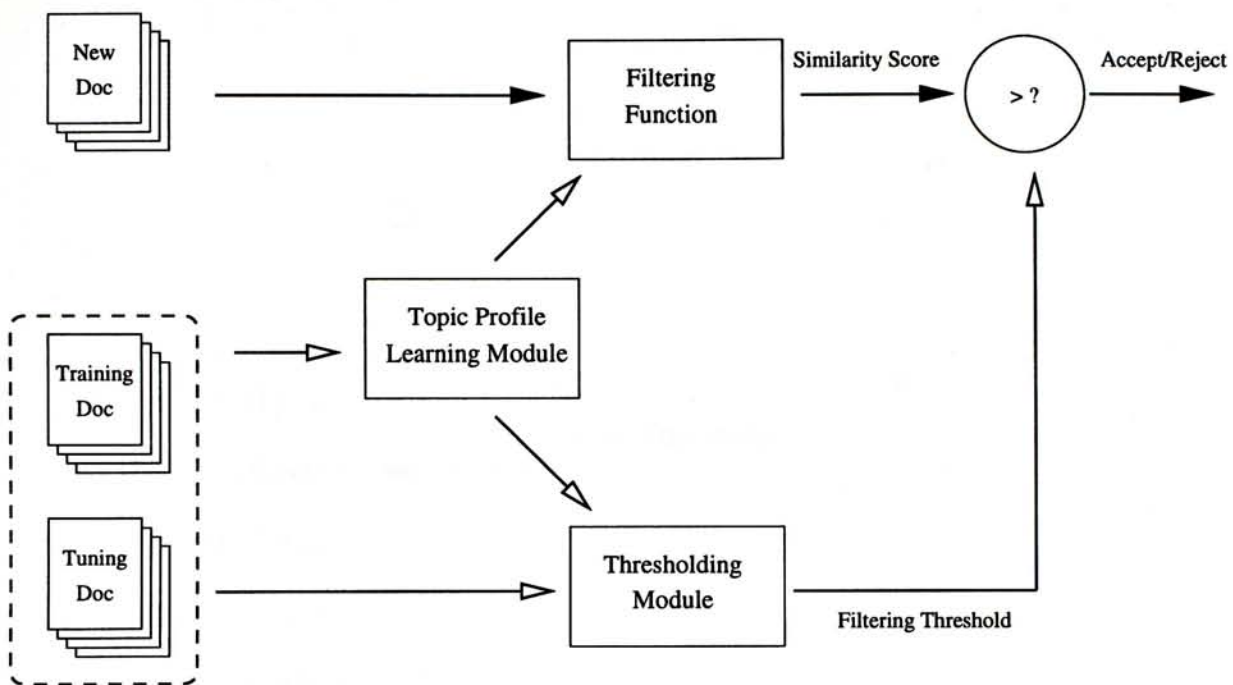 New
Doc
Filtering
Function
Similarity Score
> ?
Accept/Reject
Topic Profile
Learning Module
Training
Doc
Tuning
Doc
Thresholding
Module
Filtering Threshold